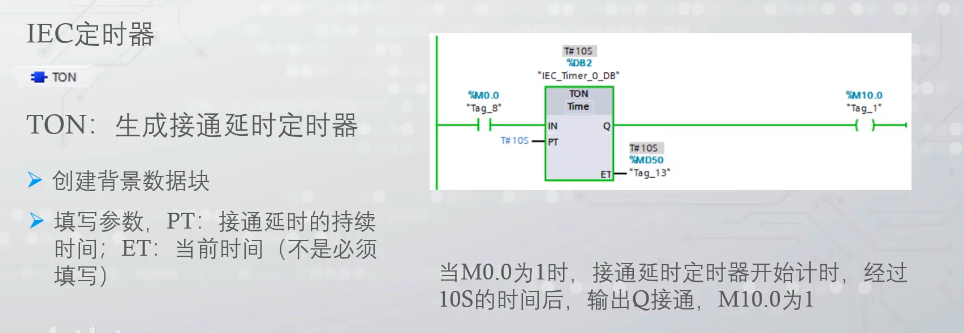 IEC定时器
TON
TON：生成接通延时定时器
创建背景数据块
填写参数，PT：接通延时的持续
时间；ET：当前时间（不是必须
填写）
T#10S
%DB2
"IEC_Timer_0_DB"
%M0.0
"Tag_8"
TON
Time
%M10.0
"Tag_1"
IN
Q
T#10S
PT
T#10S
%MD50
ET
"Tag_13"
当M0.0为1时，接通延时定时器开始计时，经过
10S的时间后，输出Q接通，M10.0为1